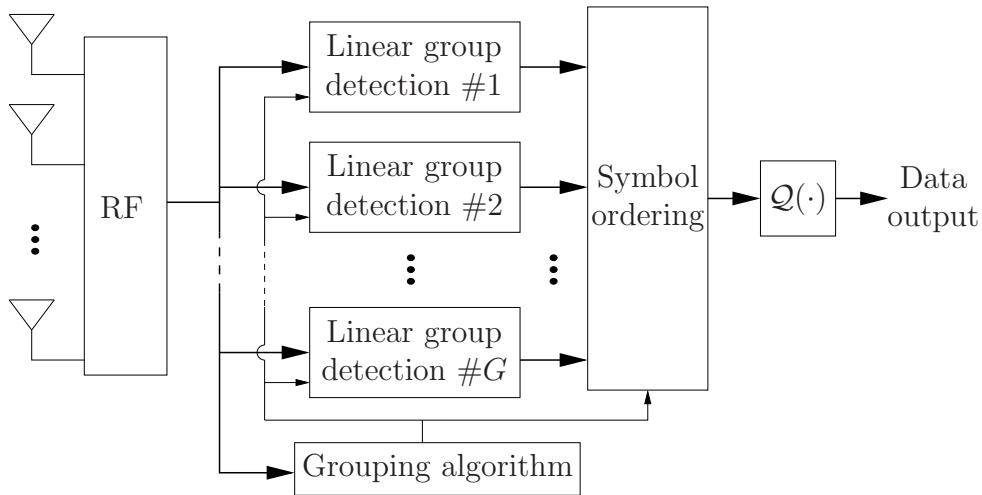 RF
Linear group
detection #1
Linear group
detection #2
Linear group
detection #G
Grouping algorithm
Symbol
ordering
𝒬(·)
Data
output